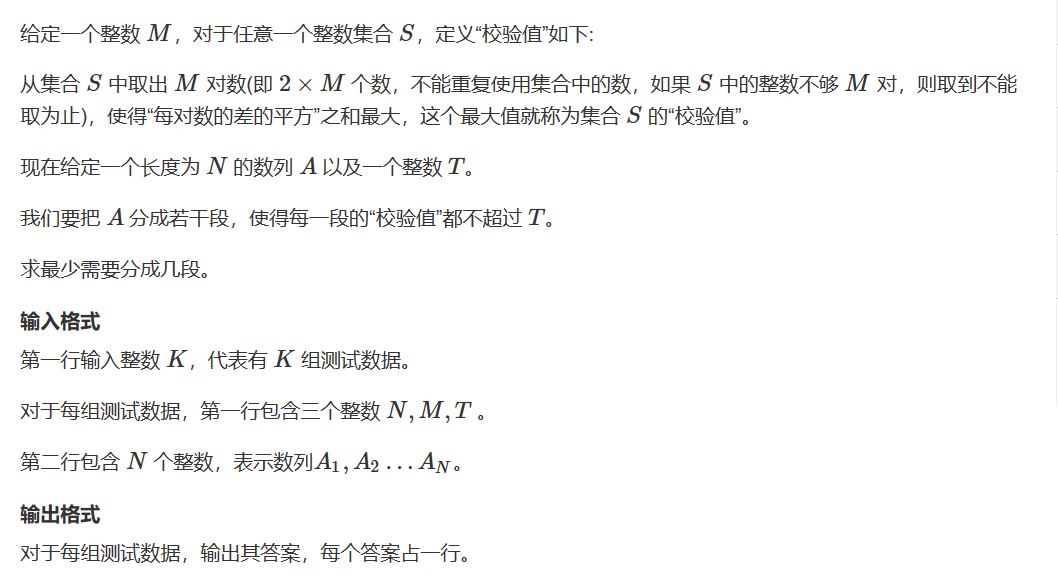 给定一个整数 M，对于任意一个整数集合 S，定义“校验值”如下:
从集合 S 中取出 M 对数(即 2 × M 个数，不能重复使用集合中的数，如果 S 中的整数不够 M 对，则取到不能
取为止)，使得“每对数的差的平方”之和最大，这个最大值就称为集合 S 的“校验值”。
现在给定一个长度为 N 的数列 A 以及一个整数 T。
我们要把 A 分成若干段，使得每一段的“校验值”都不超过 T。
求最少需要分成几段。
输入格式
第一行输入整数 K，代表有 K 组测试数据。
对于每组测试数据，第一行包含三个整数 N, M, T 。
第二行包含 N 个整数，表示数列A₁, A₂ … A_N。
输出格式
对于每组测试数据，输出其答案，每个答案占一行。